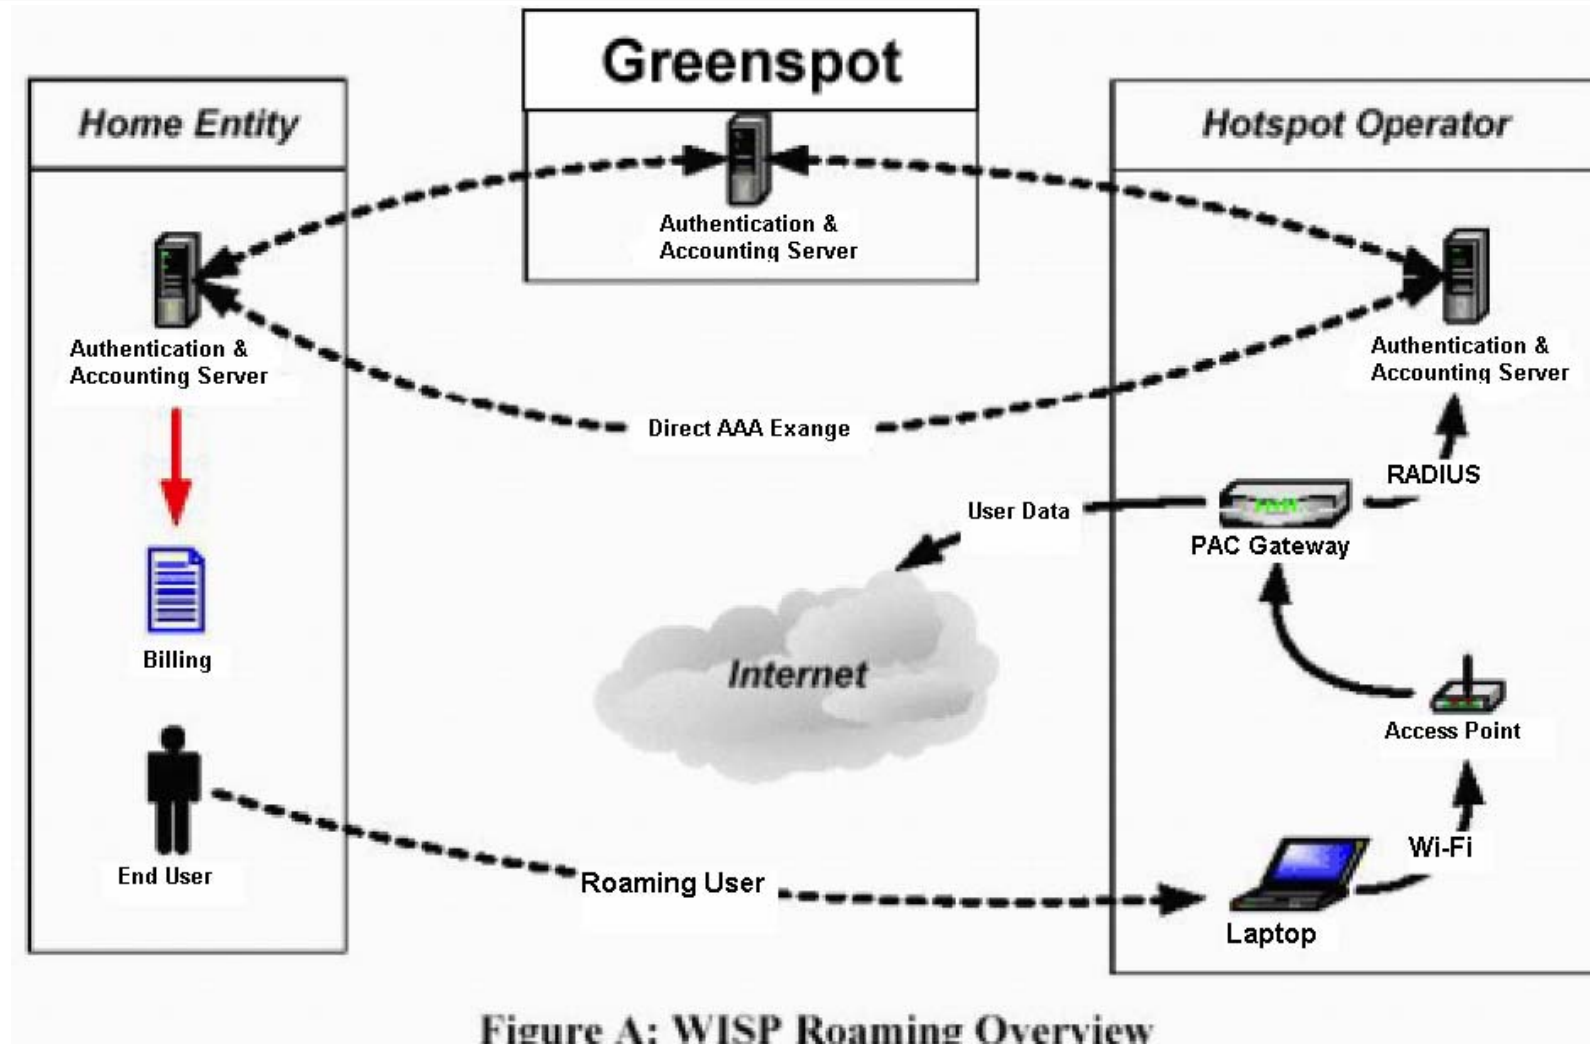 Greenspot
Home Entity
Hotspot Operator
Authentication &
Accounting Server
Authentication &
Accounting Server
Authentication &
Accounting Server
Direct AAA Exange
RADIUS
User Data
PAC Gateway
Billing
Internet
Access Point
Wi-Fi
End User
Roaming User
Laptop
Figure A: WISP Roaming Overview